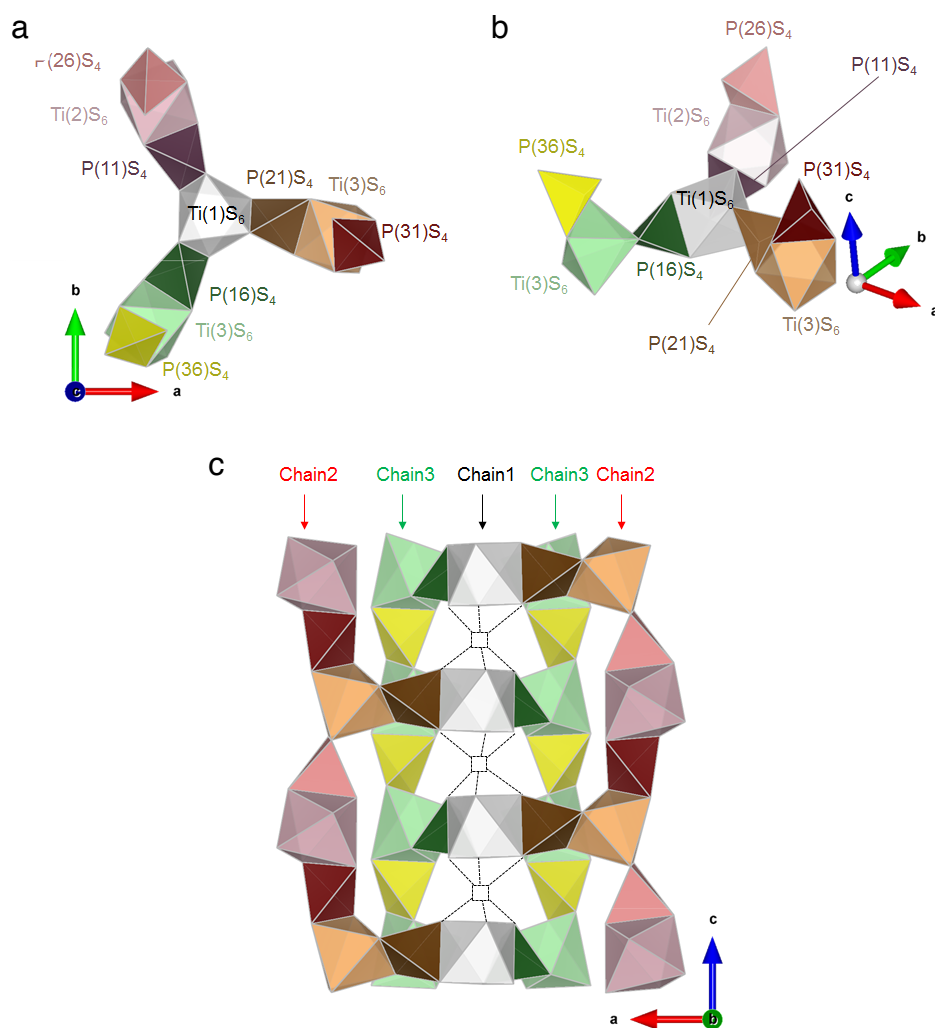 a
b
⌐(26)S₄
Ti(2)S₆
P(11)S₄
P(21)S₄
Ti(3)S₆
Ti(1)S₆
P(31)S₄
P(16)S₄
Ti(3)S₆
P(36)S₄
b
c
a
P(26)S₄
P(11)S₄
Ti(2)S₆
P(36)S₄
P(31)S₄
Ti(1)S₆
c
b
P(16)S₄
Ti(3)S₆
a
Ti(3)S₆
P(21)S₄
c
Chain2
Chain3
Chain1
Chain3
Chain2
c
a
b